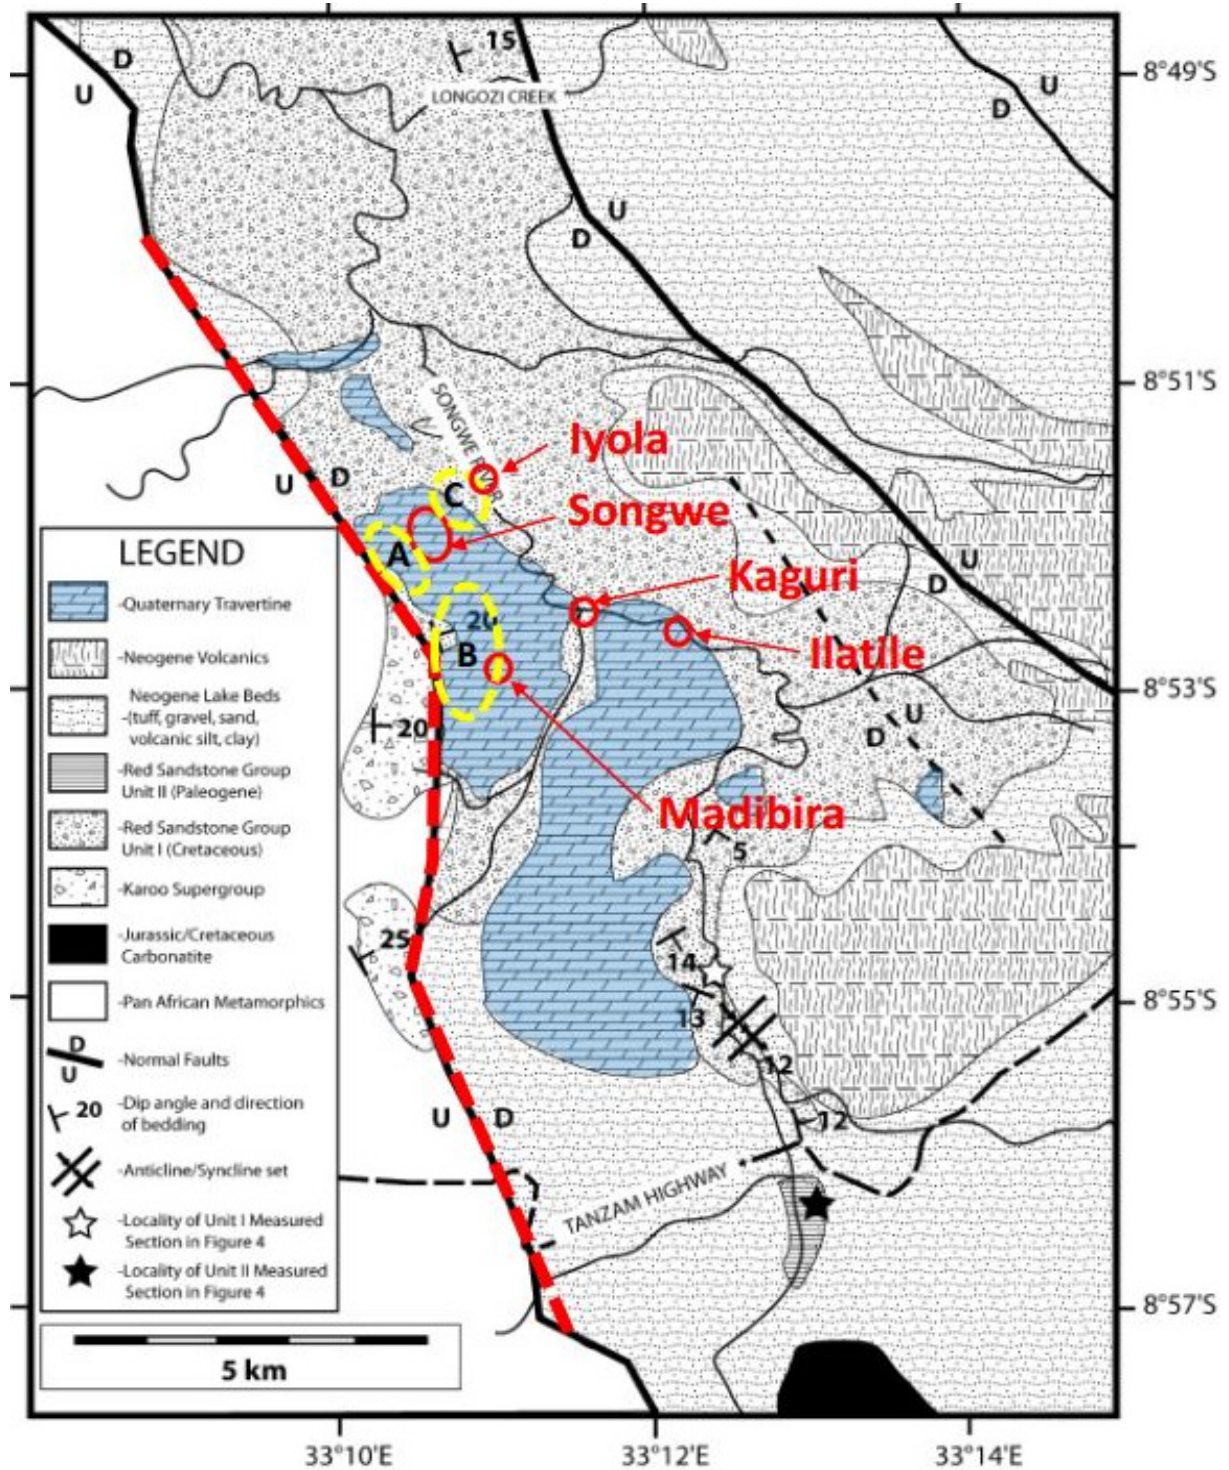 D
U
15
LONGOZI CREEK
U
D
8°49'S
U
D
U
D
8°51'S
SONGWE RIVER
Iyola
C
Songwe
A
Kaguri
20
B
Ilatile
U
D
8°53'S
20
U
D
Madibira
5
25
14
13
12
8°55'S
12
U
D
TANZAM HIGHWAY
8°57'S
LEGEND
-Quaternary Travertine
-Neogene Volcanics
Neogene Lake Beds
-(tuff, gravel, sand,
volcanic silt, clay)
-Red Sandstone Group
Unit II (Paleogene)
-Red Sandstone Group
Unit I (Cretaceous)
-Karoo Supergroup
-Jurassic/Cretaceous
Carbonatite
-Pan African Metamorphics
D
U
-Normal Faults
20
-Dip angle and direction
of bedding
-Anticline/Syncline set
-Locality of Unit I Measured
Section in Figure 4
-Locality of Unit II Measured
Section in Figure 4
5 km
33°10'E
33°12'E
33°14'E